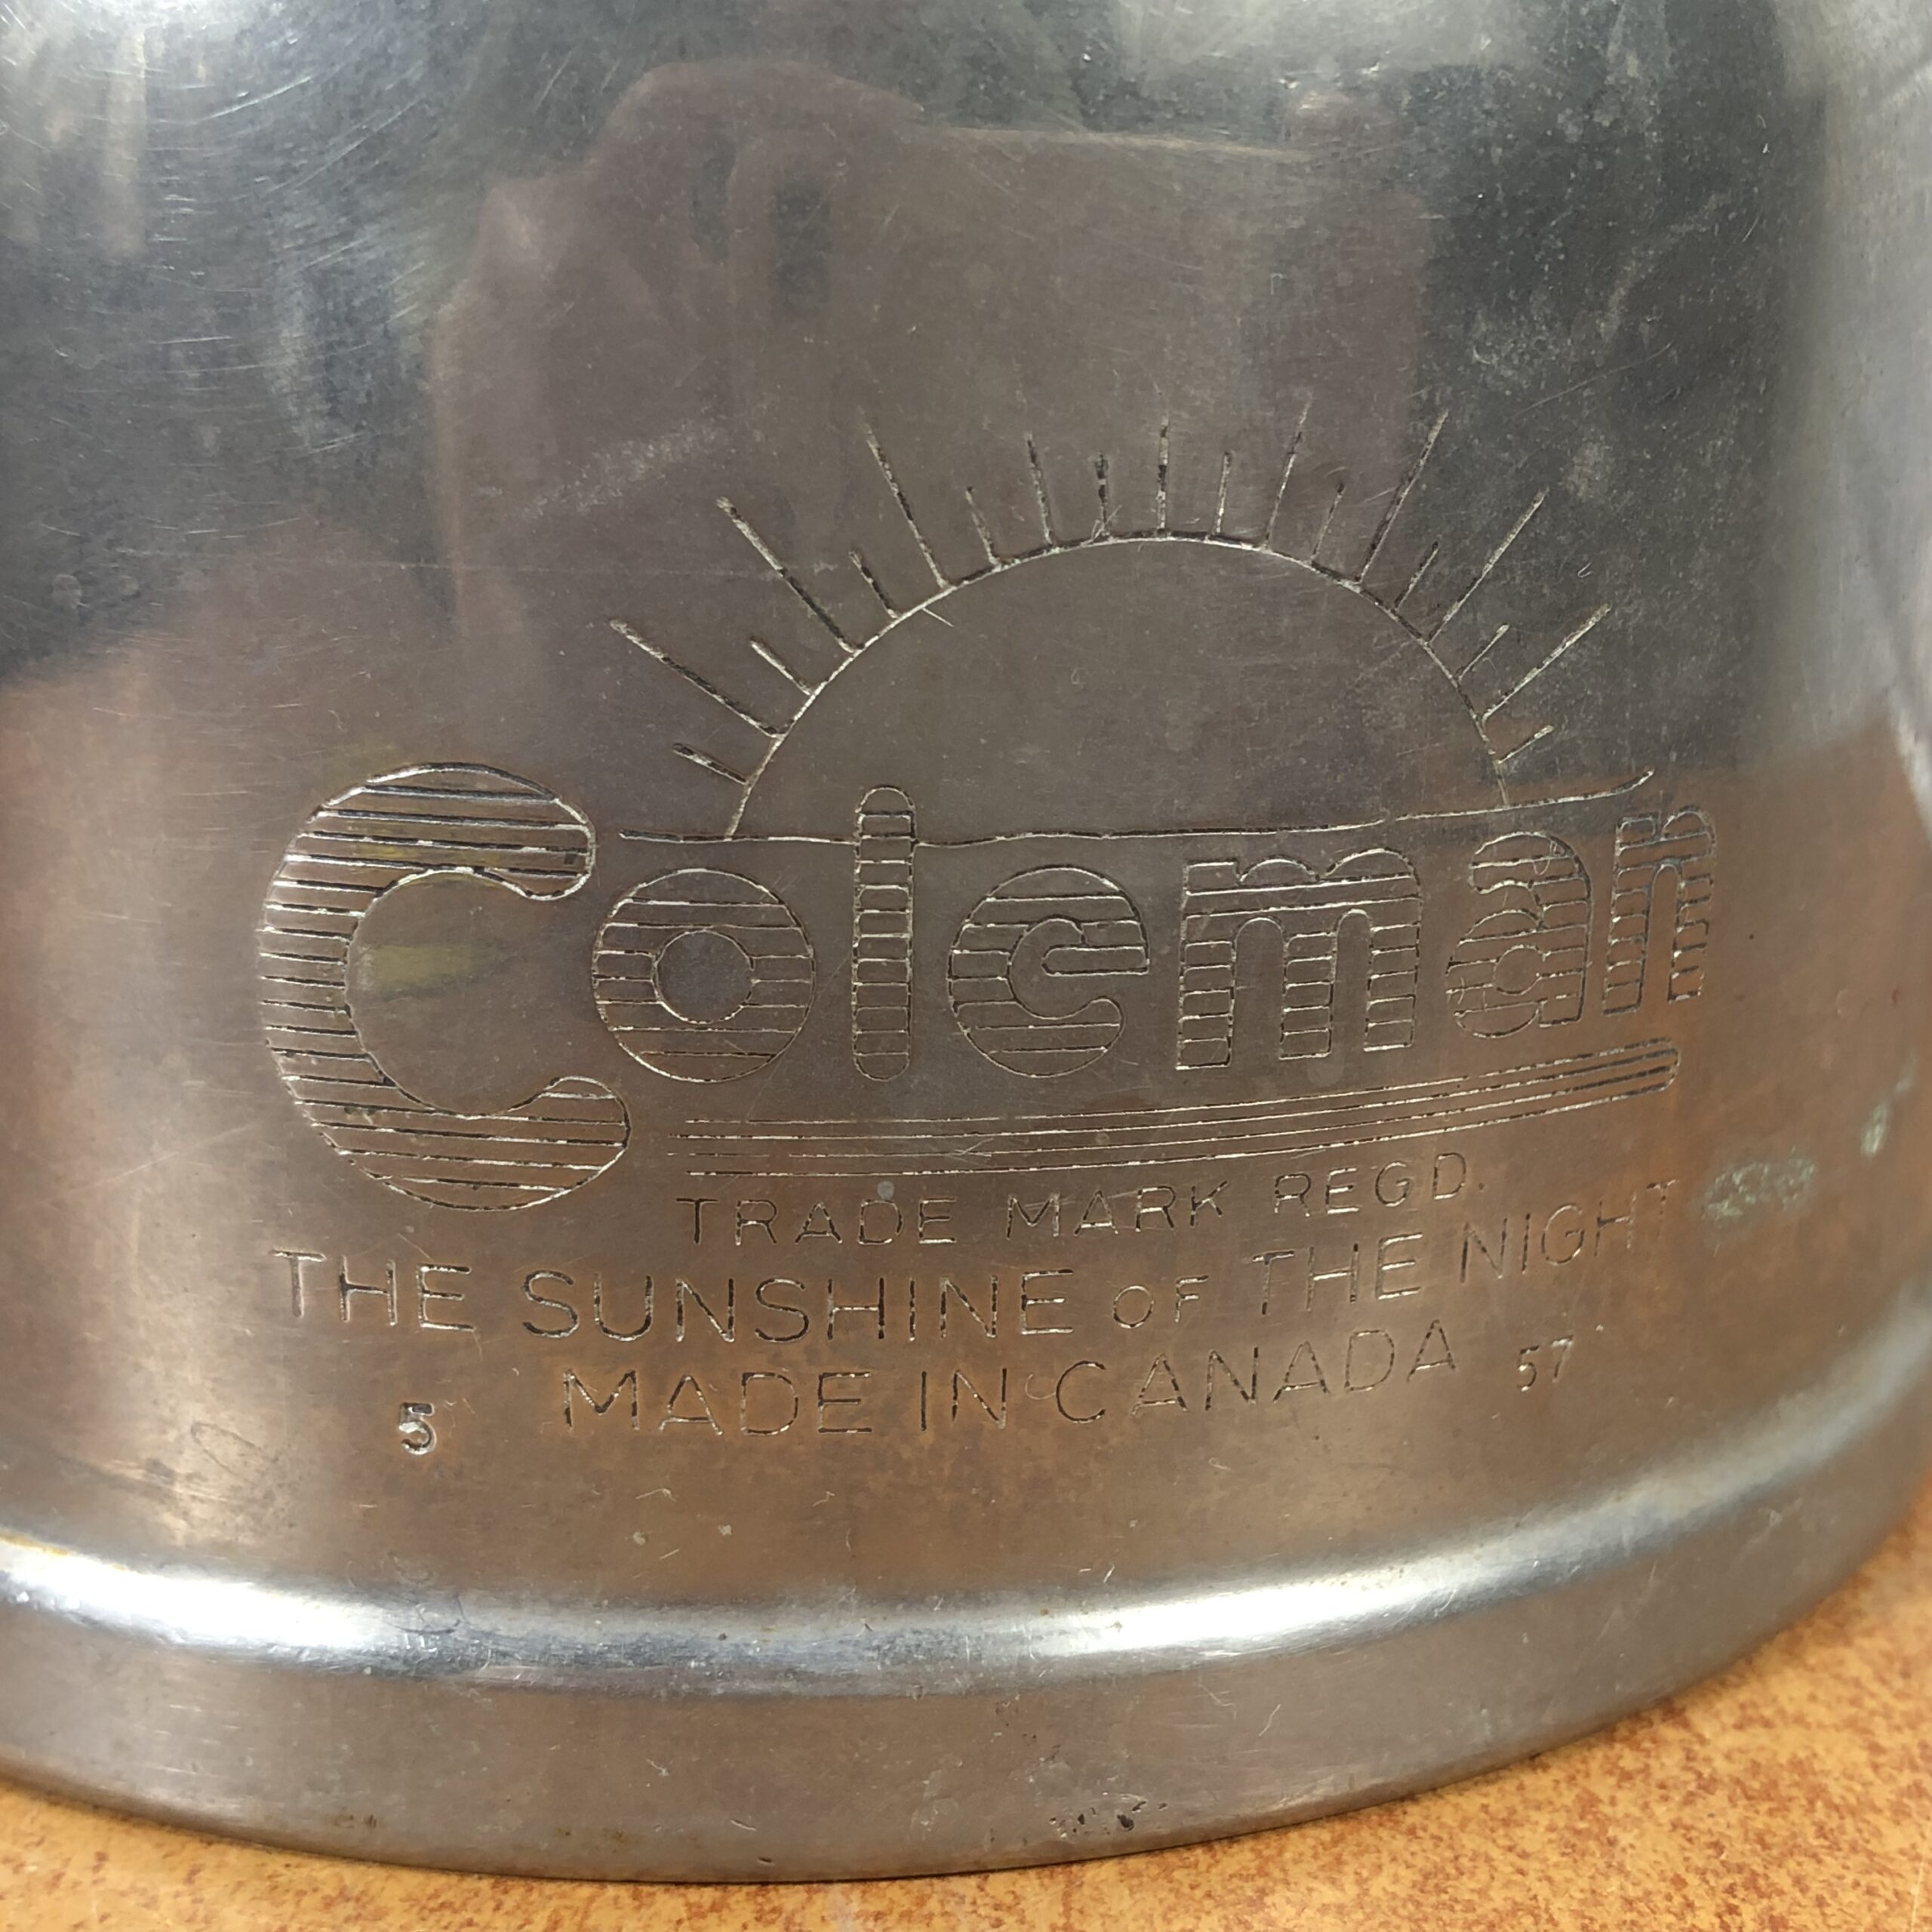 Coleman
TRADE MARK REGD.
THE SUNSHINE OF THE NIGHT
5 MADE IN CANADA 57